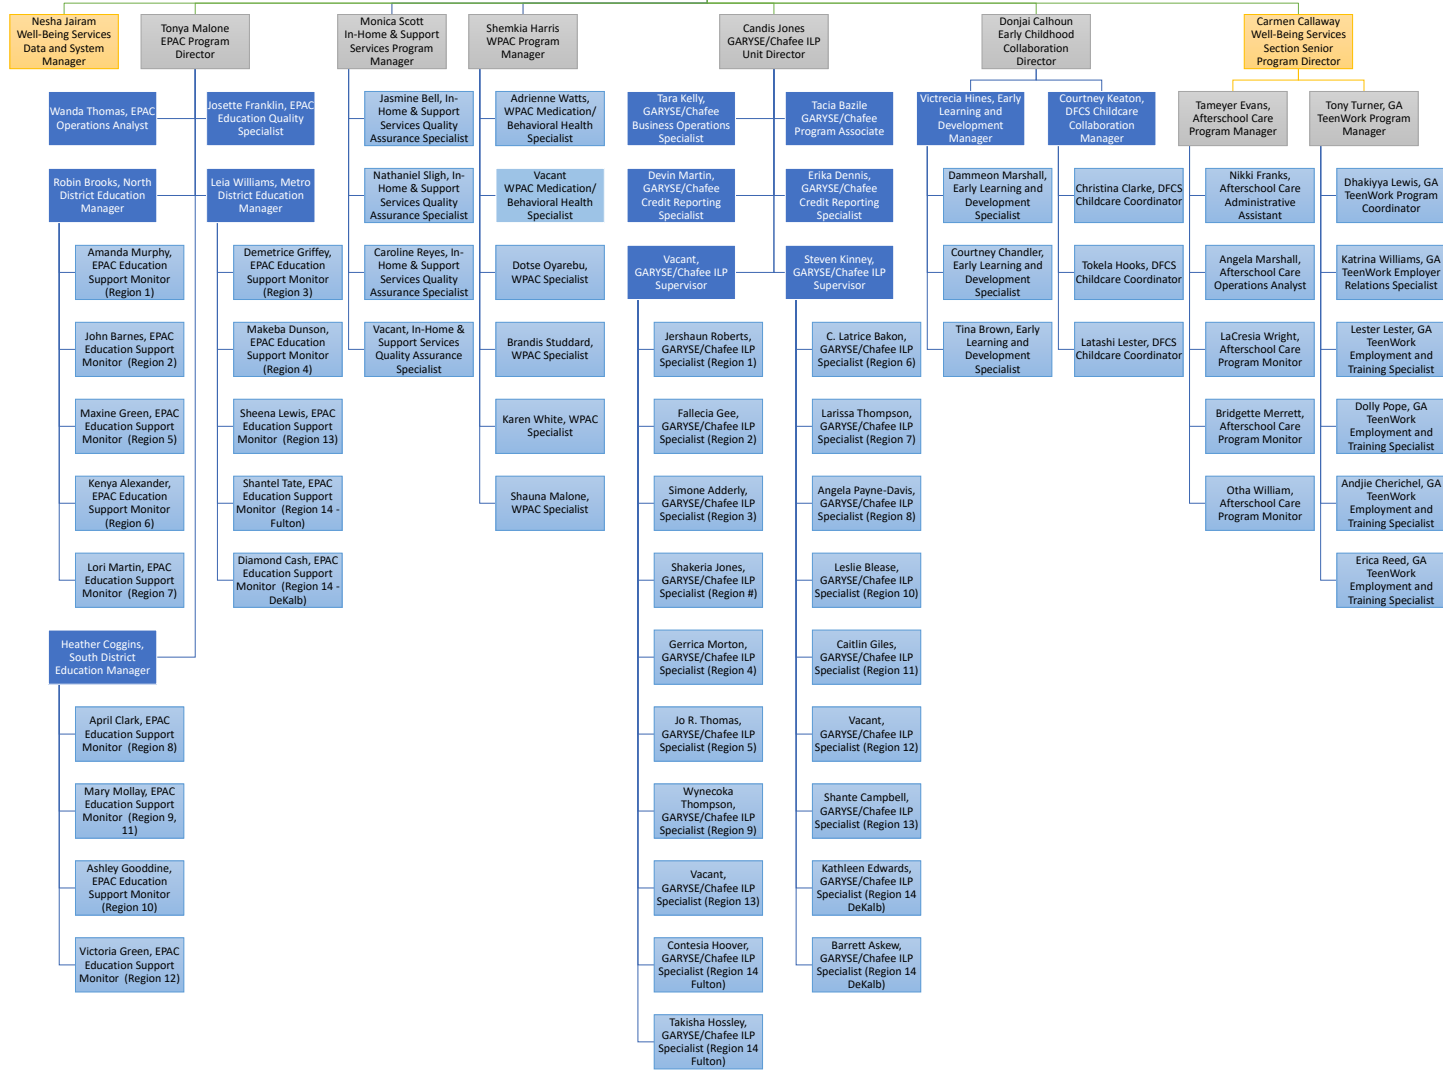 Nesha Jairam
Well-Being Services
Data and System
Manager
Tonya Malone
EPAC Program
Director
Monica Scott
In-Home & Support
Services Program
Manager
Shemkia Harris
WPAC Program
Manager
Candis Jones
GARYSE/Chafee ILP
Unit Director
Donjai Calhoun
Early Childhood
Collaboration
Director
Carmen Callaway
Well-Being Services
Section Senior
Program Director
Wanda Thomas, EPAC
Operations Analyst
Josette Franklin, EPAC
Education Quality
Specialist
Robin Brooks, North
District Education
Manager
Leia Williams, Metro
District Education
Manager
Amanda Murphy,
EPAC Education
Support Monitor
(Region 1)
John Barnes, EPAC
Education Support
Monitor (Region 2)
Maxine Green, EPAC
Education Support
Monitor (Region 5)
Kenya Alexander,
EPAC Education
Support Monitor
(Region 6)
Lori Martin, EPAC
Education Support
Monitor (Region 7)
Demetrice Griffey,
EPAC Education
Support Monitor
(Region 3)
Makeba Dunson,
EPAC Education
Support Monitor
(Region 4)
Sheena Lewis, EPAC
Education Support
Monitor (Region 13)
Shantel Tate, EPAC
Education Support
Monitor (Region 14 -
Fulton)
Diamond Cash, EPAC
Education Support
Monitor (Region 14 -
DeKalb)
Heather Coggins,
South District
Education Manager
April Clark, EPAC
Education Support
Monitor (Region 8)
Mary Mollay, EPAC
Education Support
Monitor (Region 9,
11)
Ashley Gooddine,
EPAC Education
Support Monitor
(Region 10)
Victoria Green, EPAC
Education Support
Monitor (Region 12)
Jasmine Bell, In-
Home & Support
Services Quality
Assurance Specialist
Nathaniel Sligh, In-
Home & Support
Services Quality
Assurance Specialist
Caroline Reyes, In-
Home & Support
Services Quality
Assurance Specialist
Vacant, In-Home &
Support Services
Quality Assurance
Specialist
Adrienne Watts,
WPAC Medication/
Behavioral Health
Specialist
Vacant
WPAC Medication/
Behavioral Health
Specialist
Dotse Oyarebu,
WPAC Specialist
Brandis Studdard,
WPAC Specialist
Karen White, WPAC
Specialist
Shauna Malone,
WPAC Specialist
Tara Kelly,
GARYSE/Chafee
Business Operations
Specialist
Tacia Bazile
GARYSE/Chafee
Program Associate
Devin Martin,
GARYSE/Chafee
Credit Reporting
Specialist
Erika Dennis,
GARYSE/Chafee
Credit Reporting
Specialist
Vacant,
GARYSE/Chafee ILP
Supervisor
Steven Kinney,
GARYSE/Chafee ILP
Supervisor
Jershaun Roberts,
GARYSE/Chafee ILP
Specialist (Region 1)
Fallecia Gee,
GARYSE/Chafee ILP
Specialist (Region 2)
Simone Adderly,
GARYSE/Chafee ILP
Specialist (Region 3)
Shakeria Jones,
GARYSE/Chafee ILP
Specialist (Region #)
Gerrica Morton,
GARYSE/Chafee ILP
Specialist (Region 4)
Jo R. Thomas,
GARYSE/Chafee ILP
Specialist (Region 5)
Wynecoka
Thompson,
GARYSE/Chafee ILP
Specialist (Region 9)
Vacant,
GARYSE/Chafee ILP
Specialist (Region 13)
Contesia Hoover,
GARYSE/Chafee ILP
Specialist (Region 14
Fulton)
Takisha Hossley,
GARYSE/Chafee ILP
Specialist (Region 14
Fulton)
C. Latrice Bakon,
GARYSE/Chafee ILP
Specialist (Region 6)
Larissa Thompson,
GARYSE/Chafee ILP
Specialist (Region 7)
Angela Payne-Davis,
GARYSE/Chafee ILP
Specialist (Region 8)
Leslie Blease,
GARYSE/Chafee ILP
Specialist (Region 10)
Caitlin Giles,
GARYSE/Chafee ILP
Specialist (Region 11)
Vacant,
GARYSE/Chafee ILP
Specialist (Region 12)
Shante Campbell,
GARYSE/Chafee ILP
Specialist (Region 13)
Kathleen Edwards,
GARYSE/Chafee ILP
Specialist (Region 14
DeKalb)
Barrett Askew,
GARYSE/Chafee ILP
Specialist (Region 14
DeKalb)
Victrecia Hines, Early
Learning and
Development
Manager
Courtney Keaton,
DFCS Childcare
Collaboration
Manager
Dammeon Marshall,
Early Learning and
Development
Specialist
Courtney Chandler,
Early Learning and
Development
Specialist
Tina Brown, Early
Learning and
Development
Specialist
Christina Clarke, DFCS
Childcare Coordinator
Tokela Hooks, DFCS
Childcare Coordinator
Latashi Lester, DFCS
Childcare Coordinator
Tameyer Evans,
Afterschool Care
Program Manager
Tony Turner, GA
TeenWork Program
Manager
Nikki Franks,
Afterschool Care
Administrative
Assistant
Angela Marshall,
Afterschool Care
Operations Analyst
LaCresia Wright,
Afterschool Care
Program Monitor
Bridgette Merrett,
Afterschool Care
Program Monitor
Otha William,
Afterschool Care
Program Monitor
Dhakiyya Lewis, GA
TeenWork Program
Coordinator
Katrina Williams, GA
TeenWork Employer
Relations Specialist
Lester Lester, GA
TeenWork
Employment and
Training Specialist
Dolly Pope, GA
TeenWork
Employment and
Training Specialist
Andjie Cherichel, GA
TeenWork
Employment and
Training Specialist
Erica Reed, GA
TeenWork
Employment and
Training Specialist